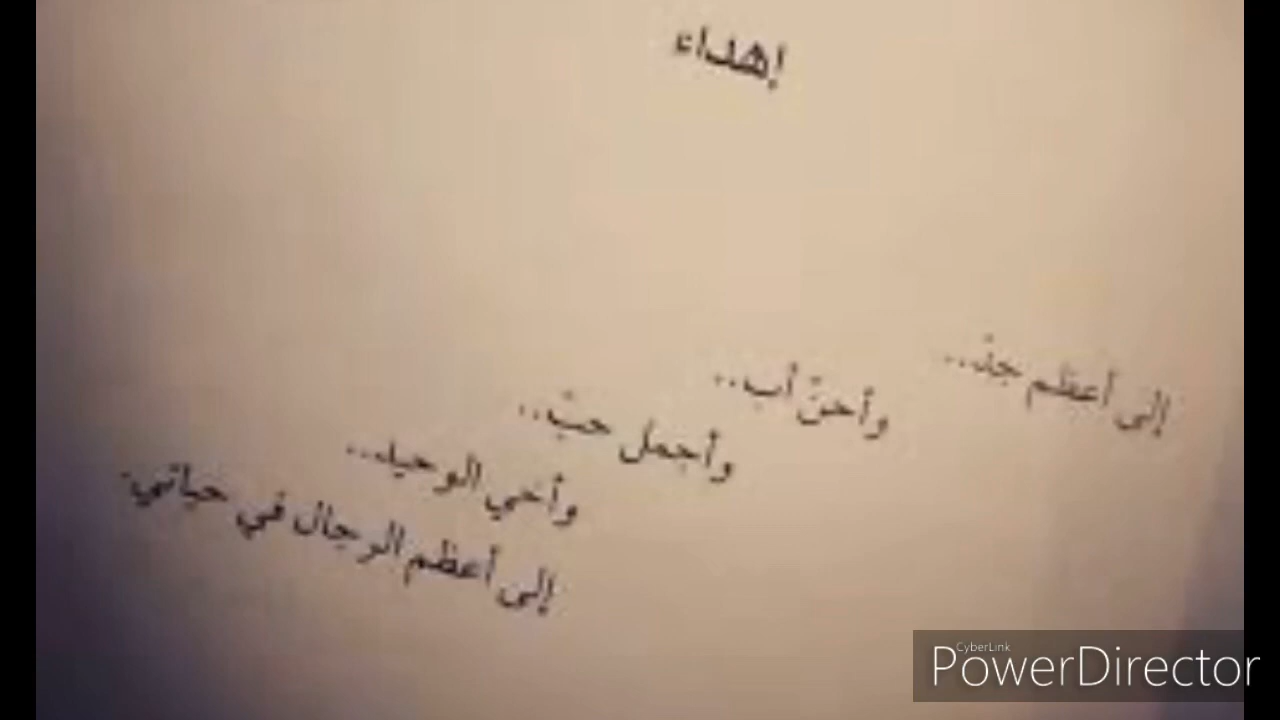 إهداء
إلى أعظم جدّ..
وأحنّ أب..
وأجمل حبّ..
وأخي الوحيد..
إلى أعظم الرجال في حياتي.
CyberLink
PowerDirector